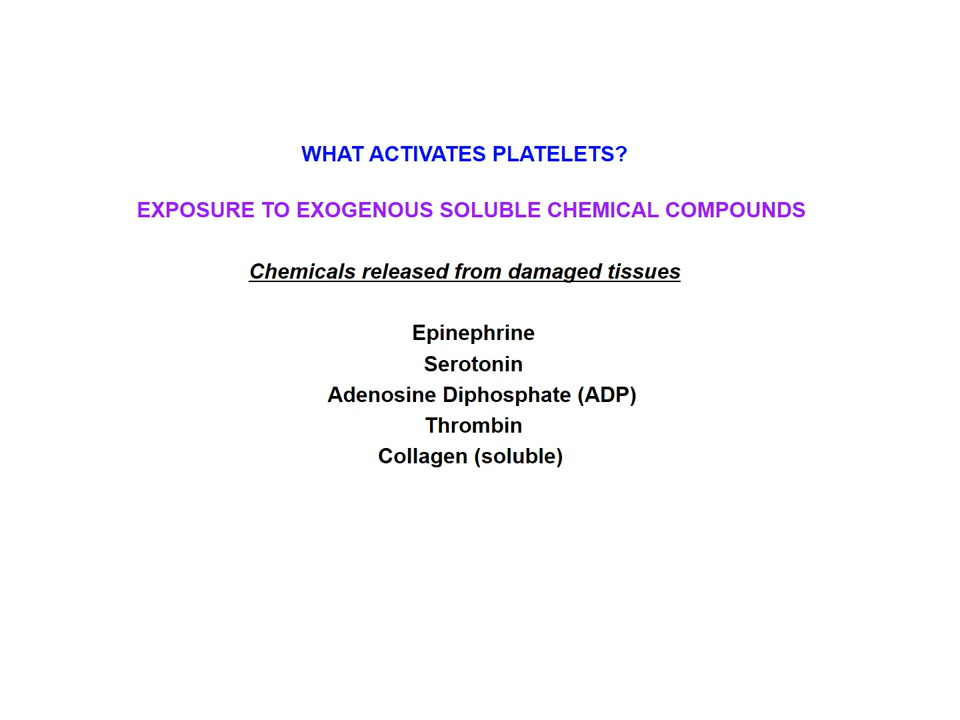 WHAT ACTIVATES PLATELETS?
EXPOSURE TO EXOGENOUS SOLUBLE CHEMICAL COMPOUNDS
Chemicals released from damaged tissues
Epinephrine
Serotonin
Adenosine Diphosphate (ADP)
Thrombin
Collagen (soluble)